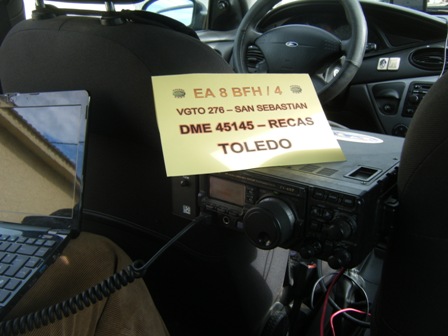 EA 8 BFH / 4
VGTO 276 – SAN SEBASTIAN
DME 45145 – RECAS
TOLEDO